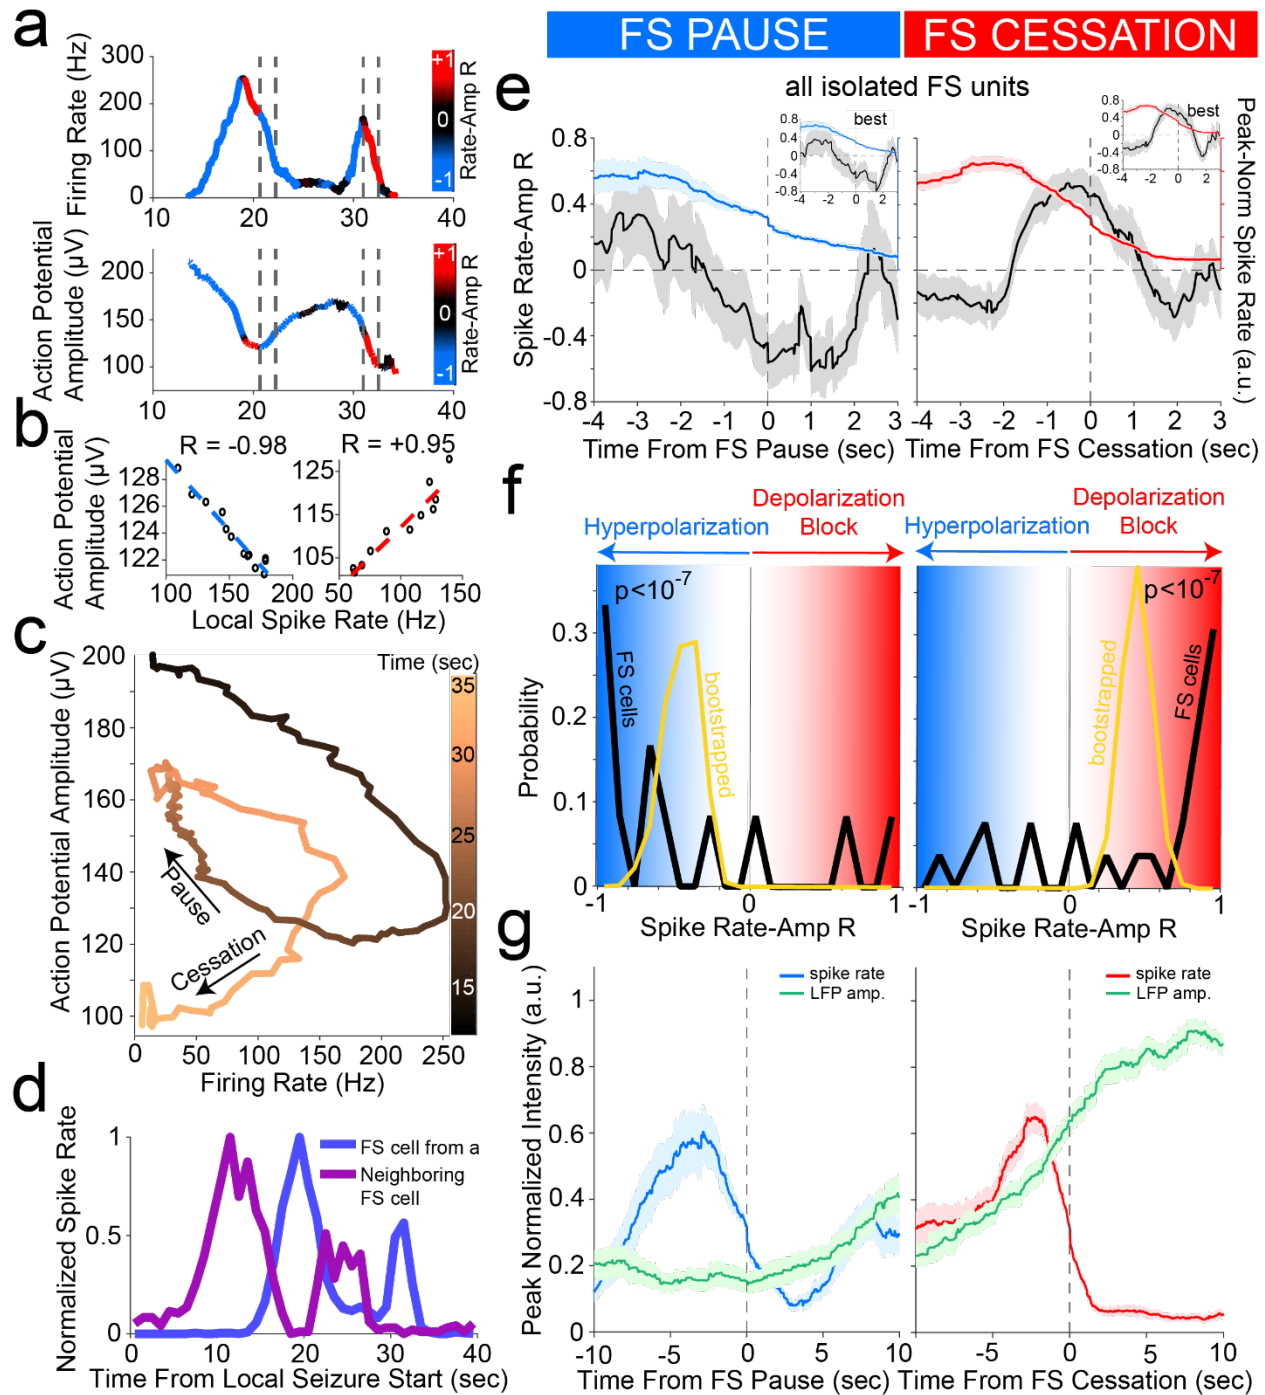 a
Firing Rate (Hz)
300
200
100
0
10
20
30
40
+1
0
-1
Rate-Amp R
Action Potential
Amplitude (µV)
200
150
100
10
20
30
40
+1
0
-1
Rate-Amp R
b
R = -0.98
R = +0.95
Action Potential
Amplitude (µV)
128
126
124
122
100
200
125
115
105
50
100
150
Local Spike Rate (Hz)
c
Action Potential Amplitude (µV)
200
180
160
140
120
100
0
50
100
150
200
250
Firing Rate (Hz)
Time (sec)
35
30
25
20
15
Pause
Cessation
d
Normalized Spike Rate
1
0.5
0
0
10
20
30
40
Time From Local Seizure Start (sec)
FS cell from a
Neighboring
FS cell
FS PAUSE
FS CESSATION
e
all isolated FS units
Spike Rate-Amp R
0.8
0.4
0
-0.4
-0.8
-4
-3
-2
-1
0
1
2
3
Time From FS Pause (sec)
best
0.8
0.4
0
-0.4
-0.8
-4
-2
0
2
-4
-3
-2
-1
0
1
2
3
Time From FS Cessation (sec)
best
0.8
0.4
0
-0.4
-4
-2
0
2
Peak-Norm Spike
Rate (a.u.)
f
Hyperpolarization
Depolarization
Block
Hyperpolarization
Depolarization
Block
p<10-7
p<10-7
FS cells
bootstrapped
bootstrapped
FS cells
Probability
0.3
0.2
0.1
0
-1
0
1
Spike Rate-Amp R
-1
0
1
Spike Rate-Amp R
g
Peak Normalized Intensity (a.u.)
1
0.8
0.6
0.4
0.2
0
spike rate
LFP amp.
spike rate
LFP amp.
-10
-5
0
5
10
Time From FS Pause (sec)
-5
0
5
10
Time From FS Cessation (sec)